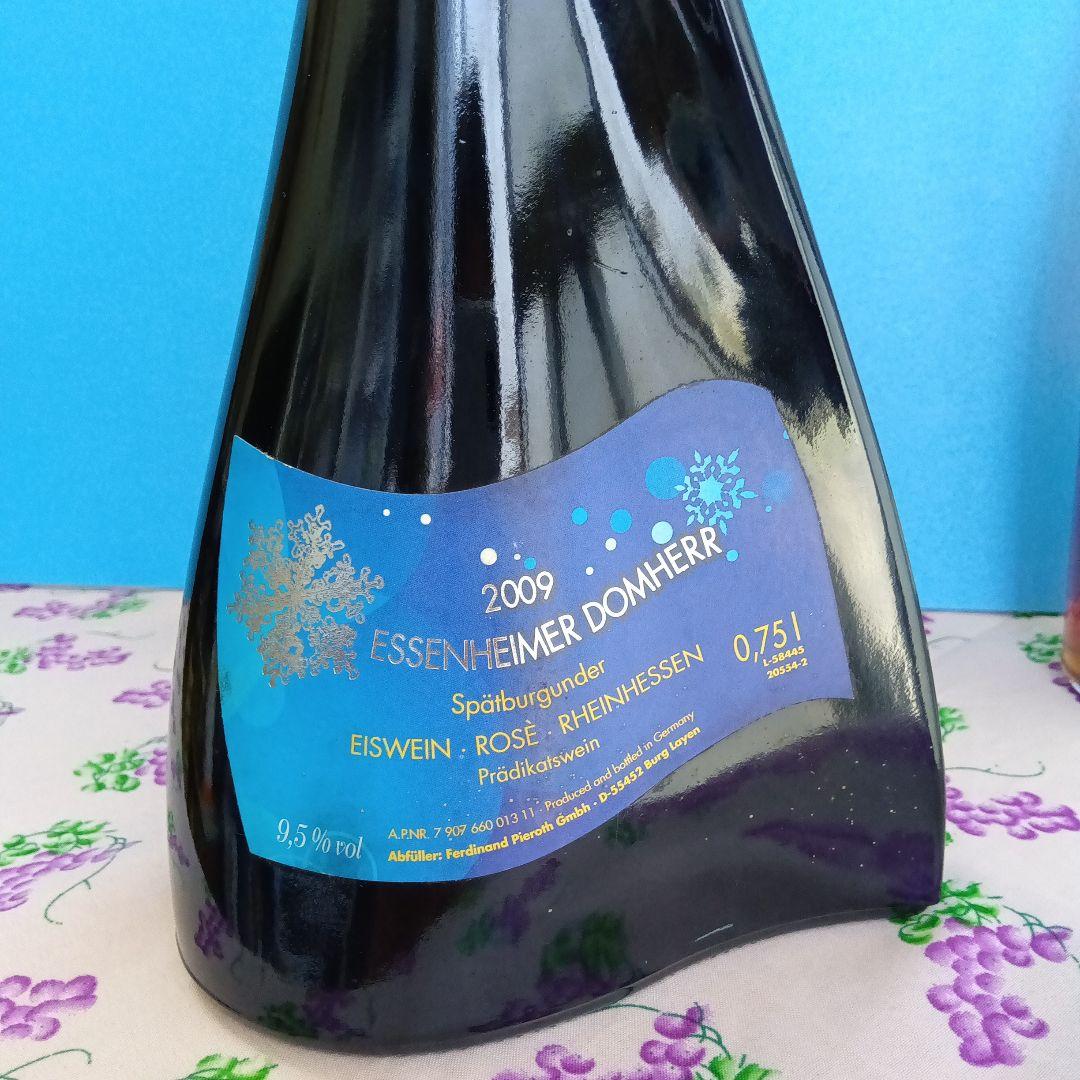 2009
ESSENHEIMER DOMHERR
Spätburgunder
0,75 l
L-58445
20554-2
EISWEIN · ROSÈ · RHEINHESSEN
Prädikatswein
A.P.NR. 7 907 660 013 11 · Produced and bottled in Germany
Abfüller: Ferdinand Pieroth Gmbh · D-55452 Burg Layen
9,5 % vol